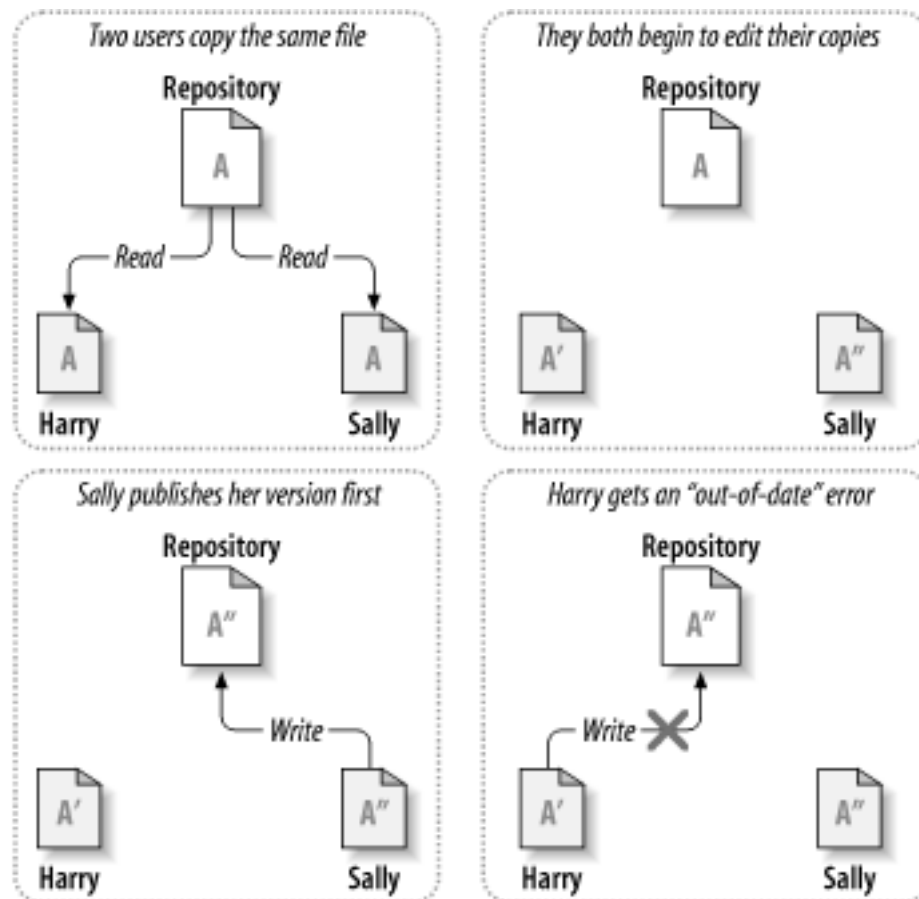 Two users copy the same file
Repository
A
Read
Read
A
A
Harry
Sally
They both begin to edit their copies
Repository
A
A′
A″
Harry
Sally
Sally publishes her version first
Repository
A″
Write
A′
A″
Harry
Sally
Harry gets an “out-of-date” error
Repository
A″
Write
A′
A″
Harry
Sally